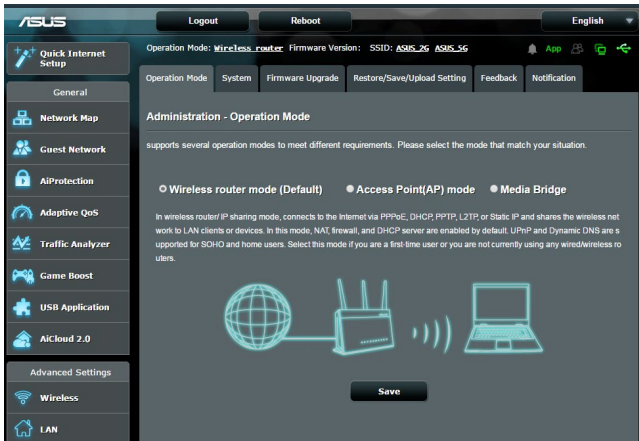 ASUS
Logout
Reboot
English
Quick Internet
Setup
Operation Mode: Wireless router Firmware Version: SSID: ASUS_2G ASUS_5G
App
Operation Mode
System
Firmware Upgrade
Restore/Save/Upload Setting
Feedback
Notification
General
Network Map
Guest Network
AiProtection
Adaptive QoS
Traffic Analyzer
Game Boost
USB Application
AiCloud 2.0
Advanced Settings
Wireless
LAN
Administration - Operation Mode
supports several operation modes to meet different requirements. Please select the mode that match your situation.
Wireless router mode (Default)
Access Point(AP) mode
Media Bridge
In wireless router/ IP sharing mode, connects to the Internet via PPPoE, DHCP, PPTP, L2TP, or Static IP and shares the wireless net
work to LAN clients or devices. In this mode, NAT, firewall, and DHCP server are enabled by default. UPnP and Dynamic DNS are s
upported for SOHO and home users. Select this mode if you are a first-time user or you are not currently using any wired/wireless ro
uters.
Save